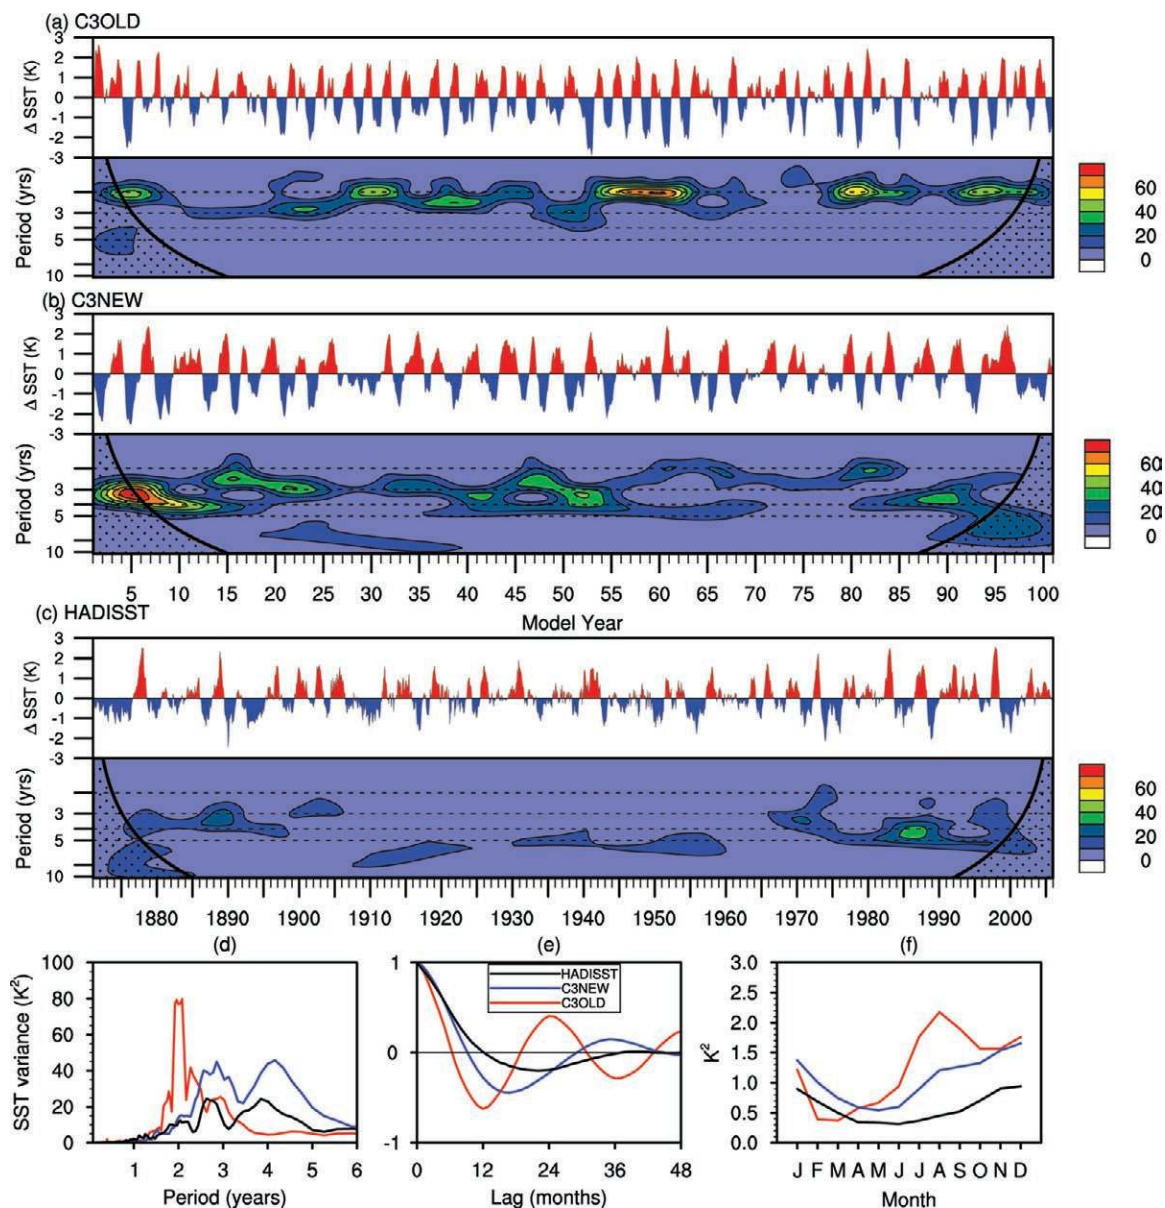 (a) C3OLD
3
2
1
0
-1
-2
-3
Δ SST (K)
3
5
10
Period (yrs)
60
40
20
0
(b) C3NEW
3
2
1
0
-1
-2
-3
Δ SST (K)
3
5
10
Period (yrs)
60
40
20
0
5 10 15 20 25 30 35 40 45 50 55 60 65 70 75 80 85 90 95 100
Model Year
(c) HADISST
3
2
1
0
-1
-2
-3
Δ SST (K)
3
5
10
Period (yrs)
60
40
20
0
1880 1890 1900 1910 1920 1930 1940 1950 1960 1970 1980 1990 2000
(d)
100
80
60
40
20
0
SST variance (K²)
1 2 3 4 5 6
Period (years)
(e)
HADISST
C3NEW
C3OLD
1
0
-1
0 12 24 36 48
Lag (months)
(f)
3.0
2.5
2.0
1.5
1.0
0.5
0.0
K²
J F M A M J J A S O N D
Month